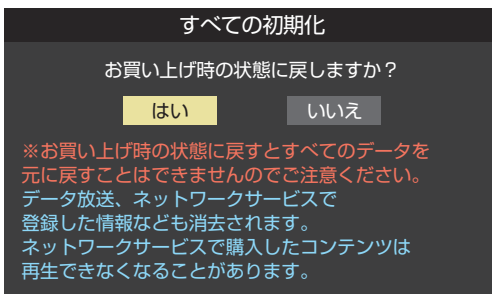 すべての初期化
お買い上げ時の状態に戻しますか？
はい いいえ
※お買い上げ時の状態に戻すとすべてのデータを
元に戻すことはできませんのでご注意ください。
データ放送、ネットワークサービスで
登録した情報なども消去されます。
ネットワークサービスで購入したコンテンツは
再生できなくなることがあります。